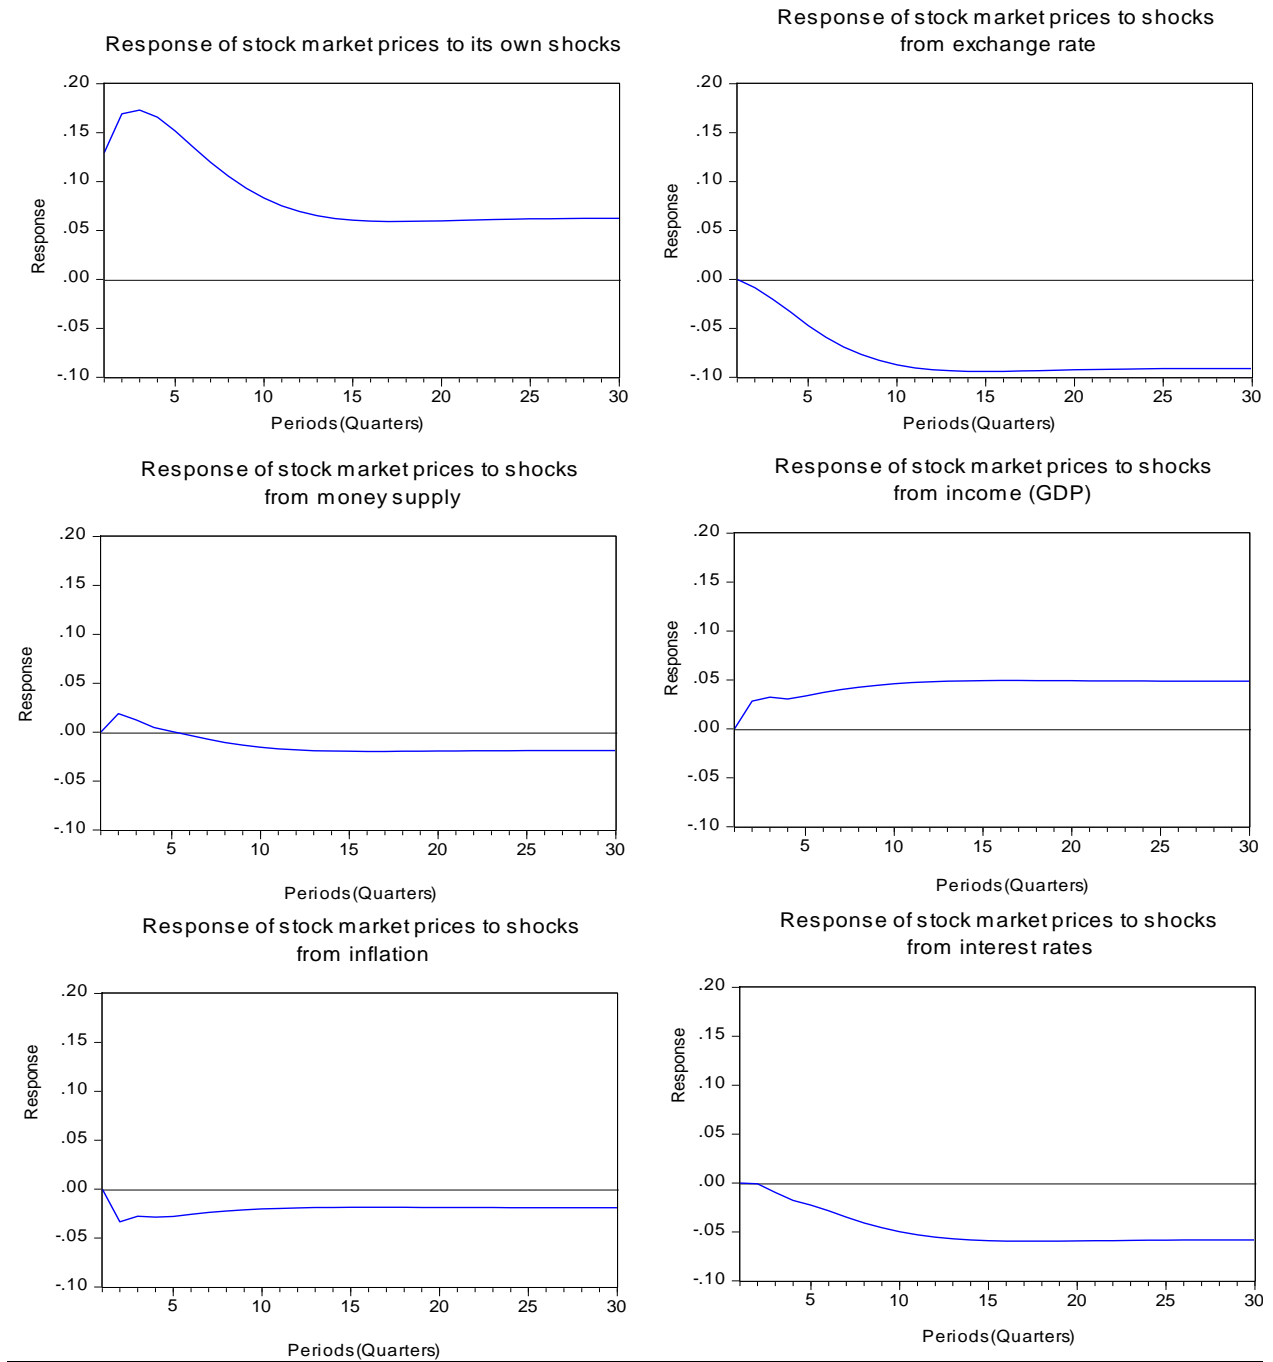 Response of stock market prices to its own shocks
.20
.15
.10
.05
.00
-.05
-.10
5 10 15 20 25 30
Response
Periods (Quarters)
Response of stock market prices to shocks
from exchange rate
.20
.15
.10
.05
.00
-.05
-.10
5 10 15 20 25 30
Response
Periods (Quarters)
Response of stock market prices to shocks
from money supply
.20
.15
.10
.05
.00
-.05
-.10
5 10 15 20 25 30
Response
Periods (Quarters)
Response of stock market prices to shocks
from income (GDP)
.20
.15
.10
.05
.00
-.05
-.10
5 10 15 20 25 30
Response
Periods (Quarters)
Response of stock market prices to shocks
from inflation
.20
.15
.10
.05
.00
-.05
-.10
5 10 15 20 25 30
Response
Periods (Quarters)
Response of stock market prices to shocks
from interest rates
.20
.15
.10
.05
.00
-.05
-.10
5 10 15 20 25 30
Response
Periods (Quarters)